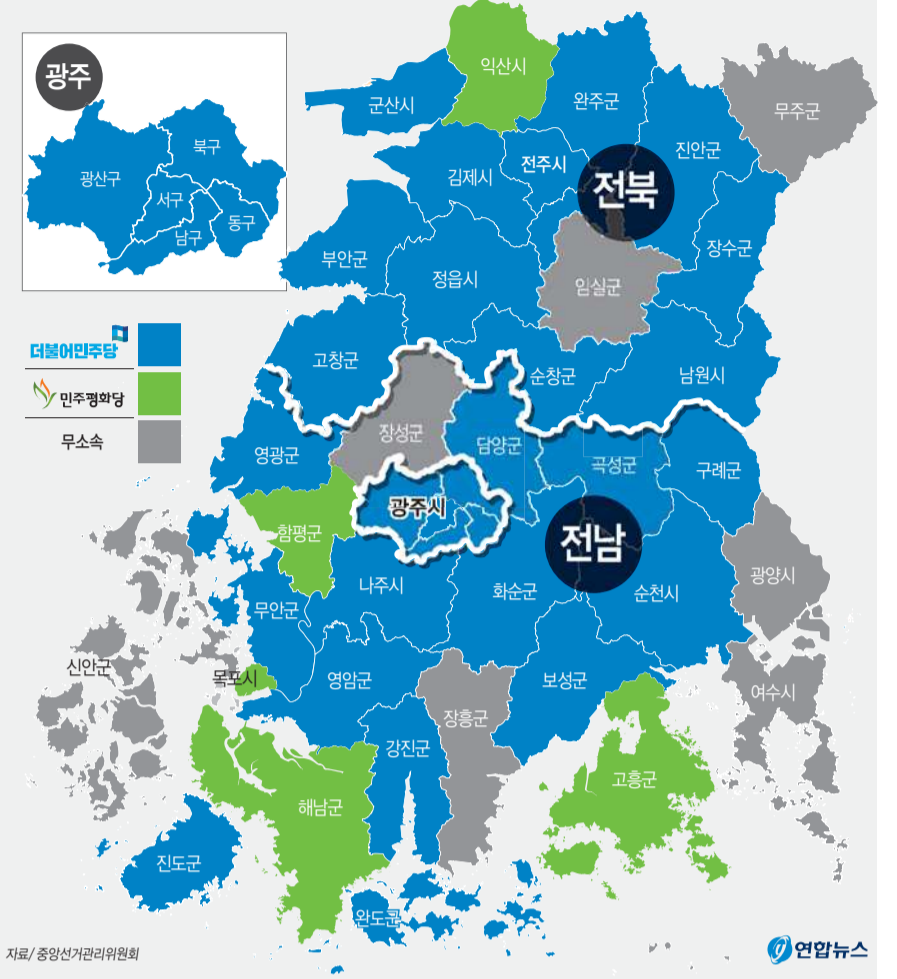 광주
북구
광산구
서구
동구
남구
익산시
군산시
완주군
무주군
진안군
전주시
김제시
전북
장수군
부안군
정읍시
임실군
고창군
순창군
남원시
더불어민주당
민주평화당
무소속
장성군
담양군
영광군
곡성군
구례군
광주시
함평군
전남
나주시
화순군
순천시
광양시
무안군
신안군
목포시
영암군
보성군
여수시
장흥군
강진군
고흥군
해남군
진도군
완도군
자료/ 중앙선거관리위원회
연합뉴스